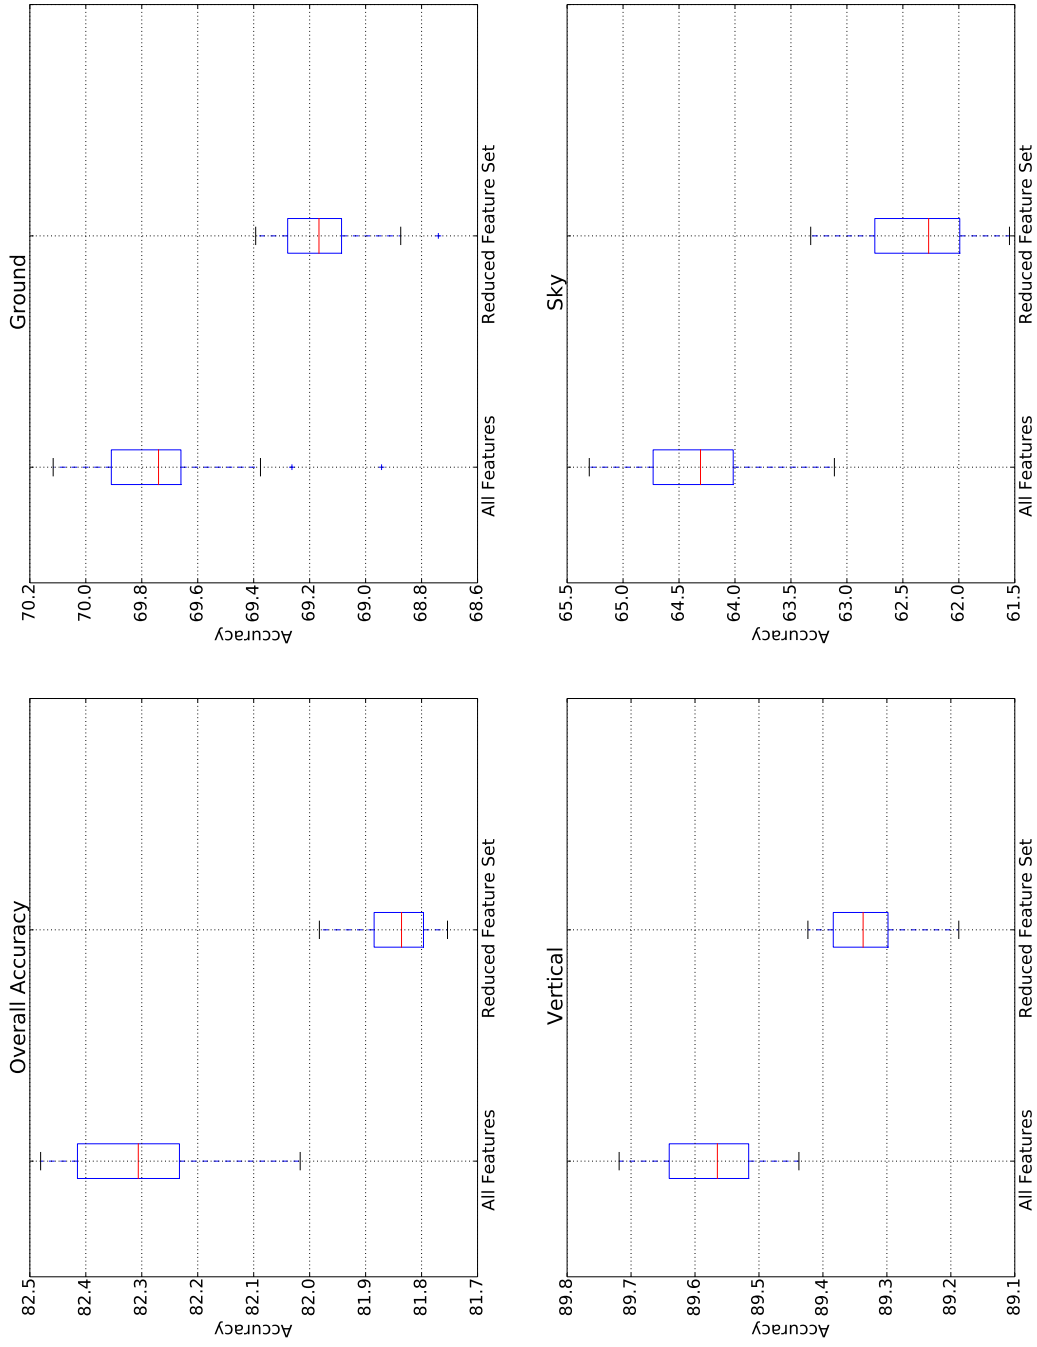 Overall Accuracy
Accuracy
82.5
82.4
82.3
82.2
82.1
82.0
81.9
81.8
81.7
All Features
Reduced Feature Set
Ground
Accuracy
70.2
70.0
69.8
69.6
69.4
69.2
69.0
68.8
68.6
All Features
Reduced Feature Set
Vertical
Accuracy
89.8
89.7
89.6
89.5
89.4
89.3
89.2
89.1
All Features
Reduced Feature Set
Sky
Accuracy
65.5
65.0
64.5
64.0
63.5
63.0
62.5
62.0
61.5
All Features
Reduced Feature Set